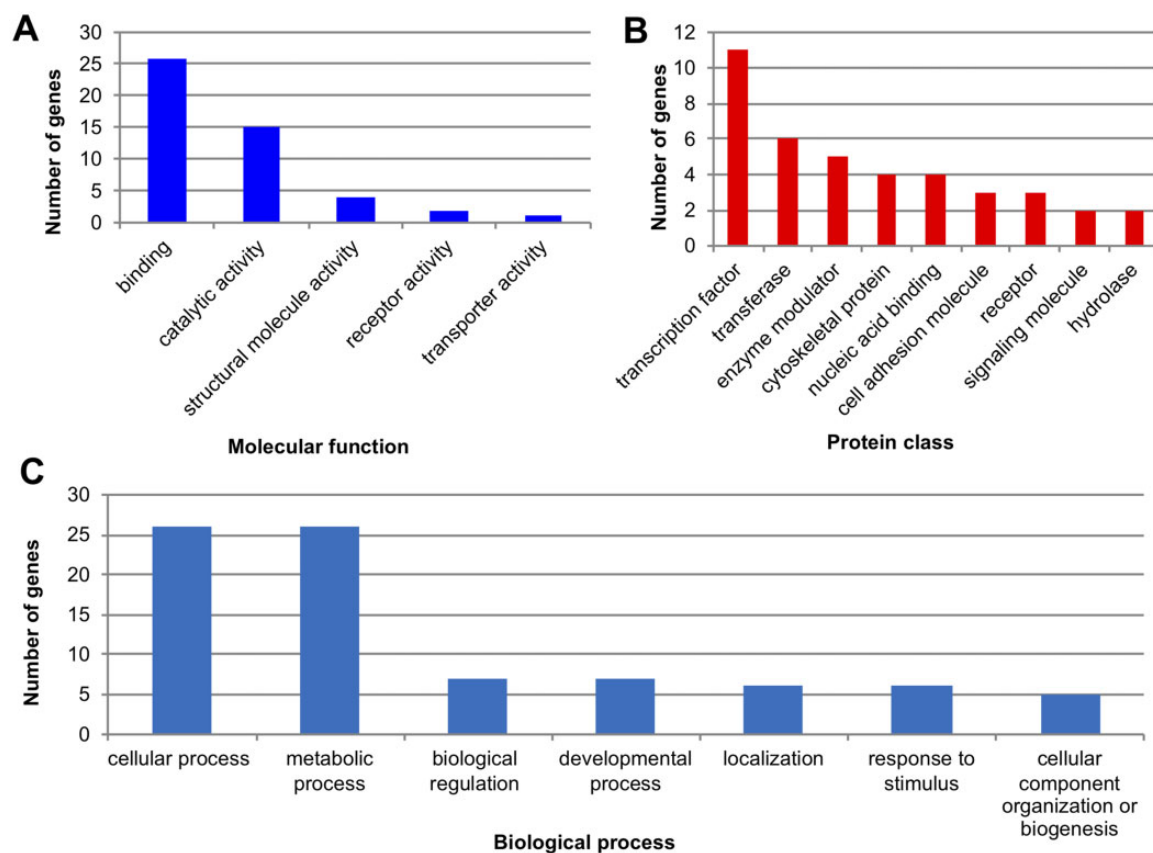 A
Number of genes
30
25
20
15
10
5
0
binding
catalytic activity
structural molecule activity
receptor activity
transporter activity
Molecular function
B
Number of genes
12
10
8
6
4
2
0
transcription factor
transferase
enzyme modulator
cytoskeletal protein
nucleic acid binding
cell adhesion molecule
receptor
signaling molecule
hydrolase
Protein class
C
Number of genes
30
25
20
15
10
5
0
cellular process
metabolic
process
biological
regulation
developmental
process
localization
response to
stimulus
cellular
component
organization or
biogenesis
Biological process